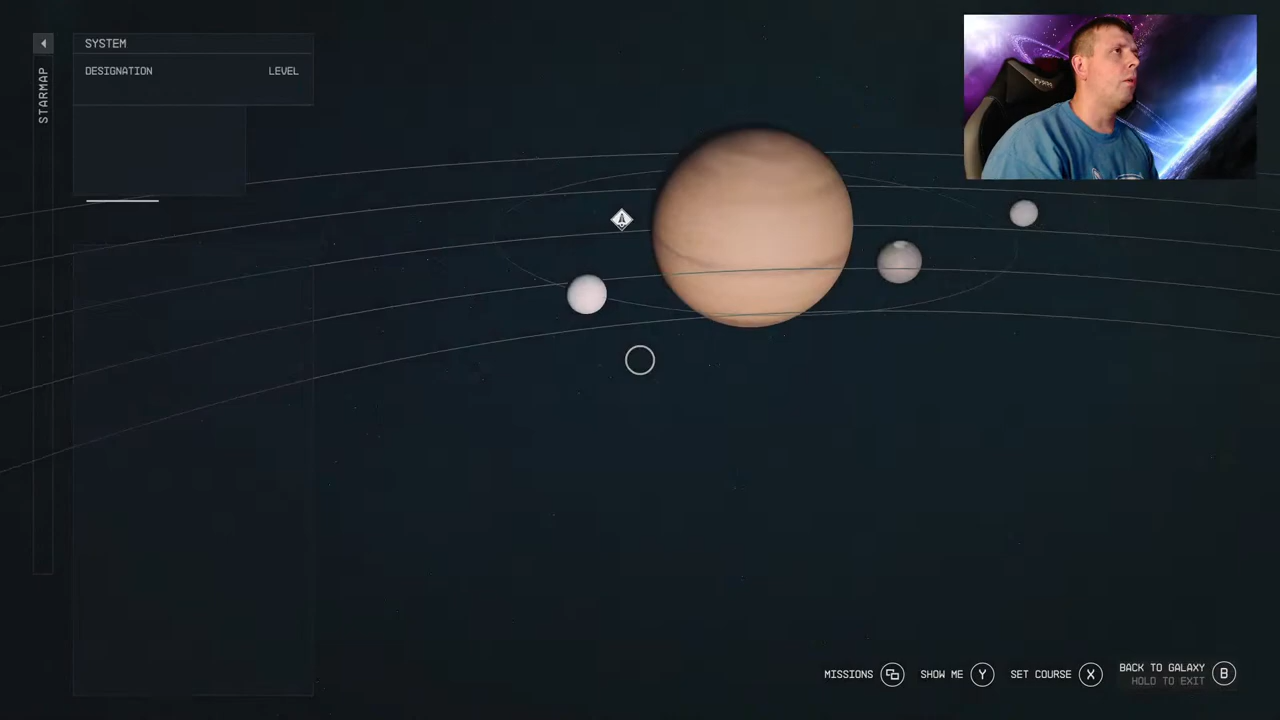 SYSTEM
DESIGNATION LEVEL
STARMAP
MISSIONS
SHOW ME Y
SET COURSE X
BACK TO GALAXY B
HOLD TO EXIT